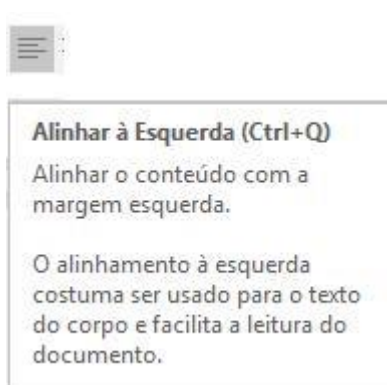 Alinhar à Esquerda (Ctrl+Q)
Alinhar o conteúdo com a
margem esquerda.
O alinhamento à esquerda
costuma ser usado para o texto
do corpo e facilita a leitura do
documento.